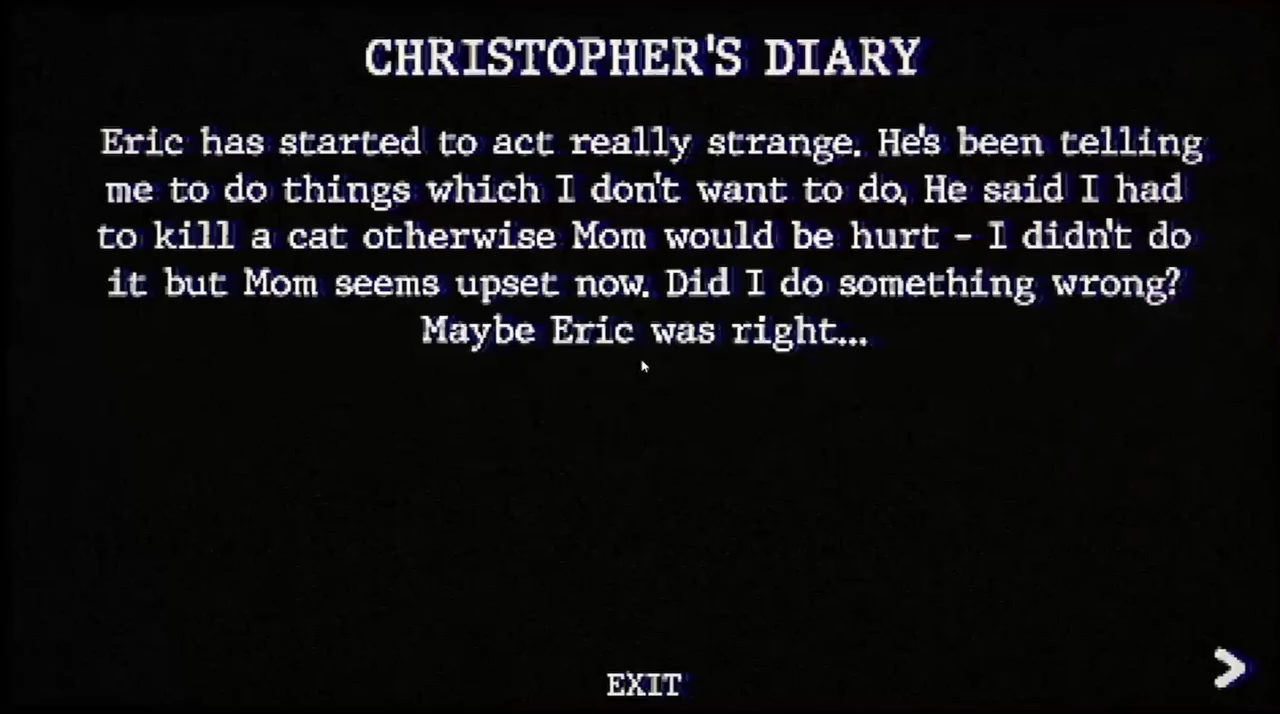 CHRISTOPHER'S DIARY
Eric has started to act really strange. He's been telling
me to do things which I don't want to do. He said I had
to kill a cat otherwise Mom would be hurt - I didn't do
it but Mom seems upset now. Did I do something wrong?
Maybe Eric was right...
>
EXIT